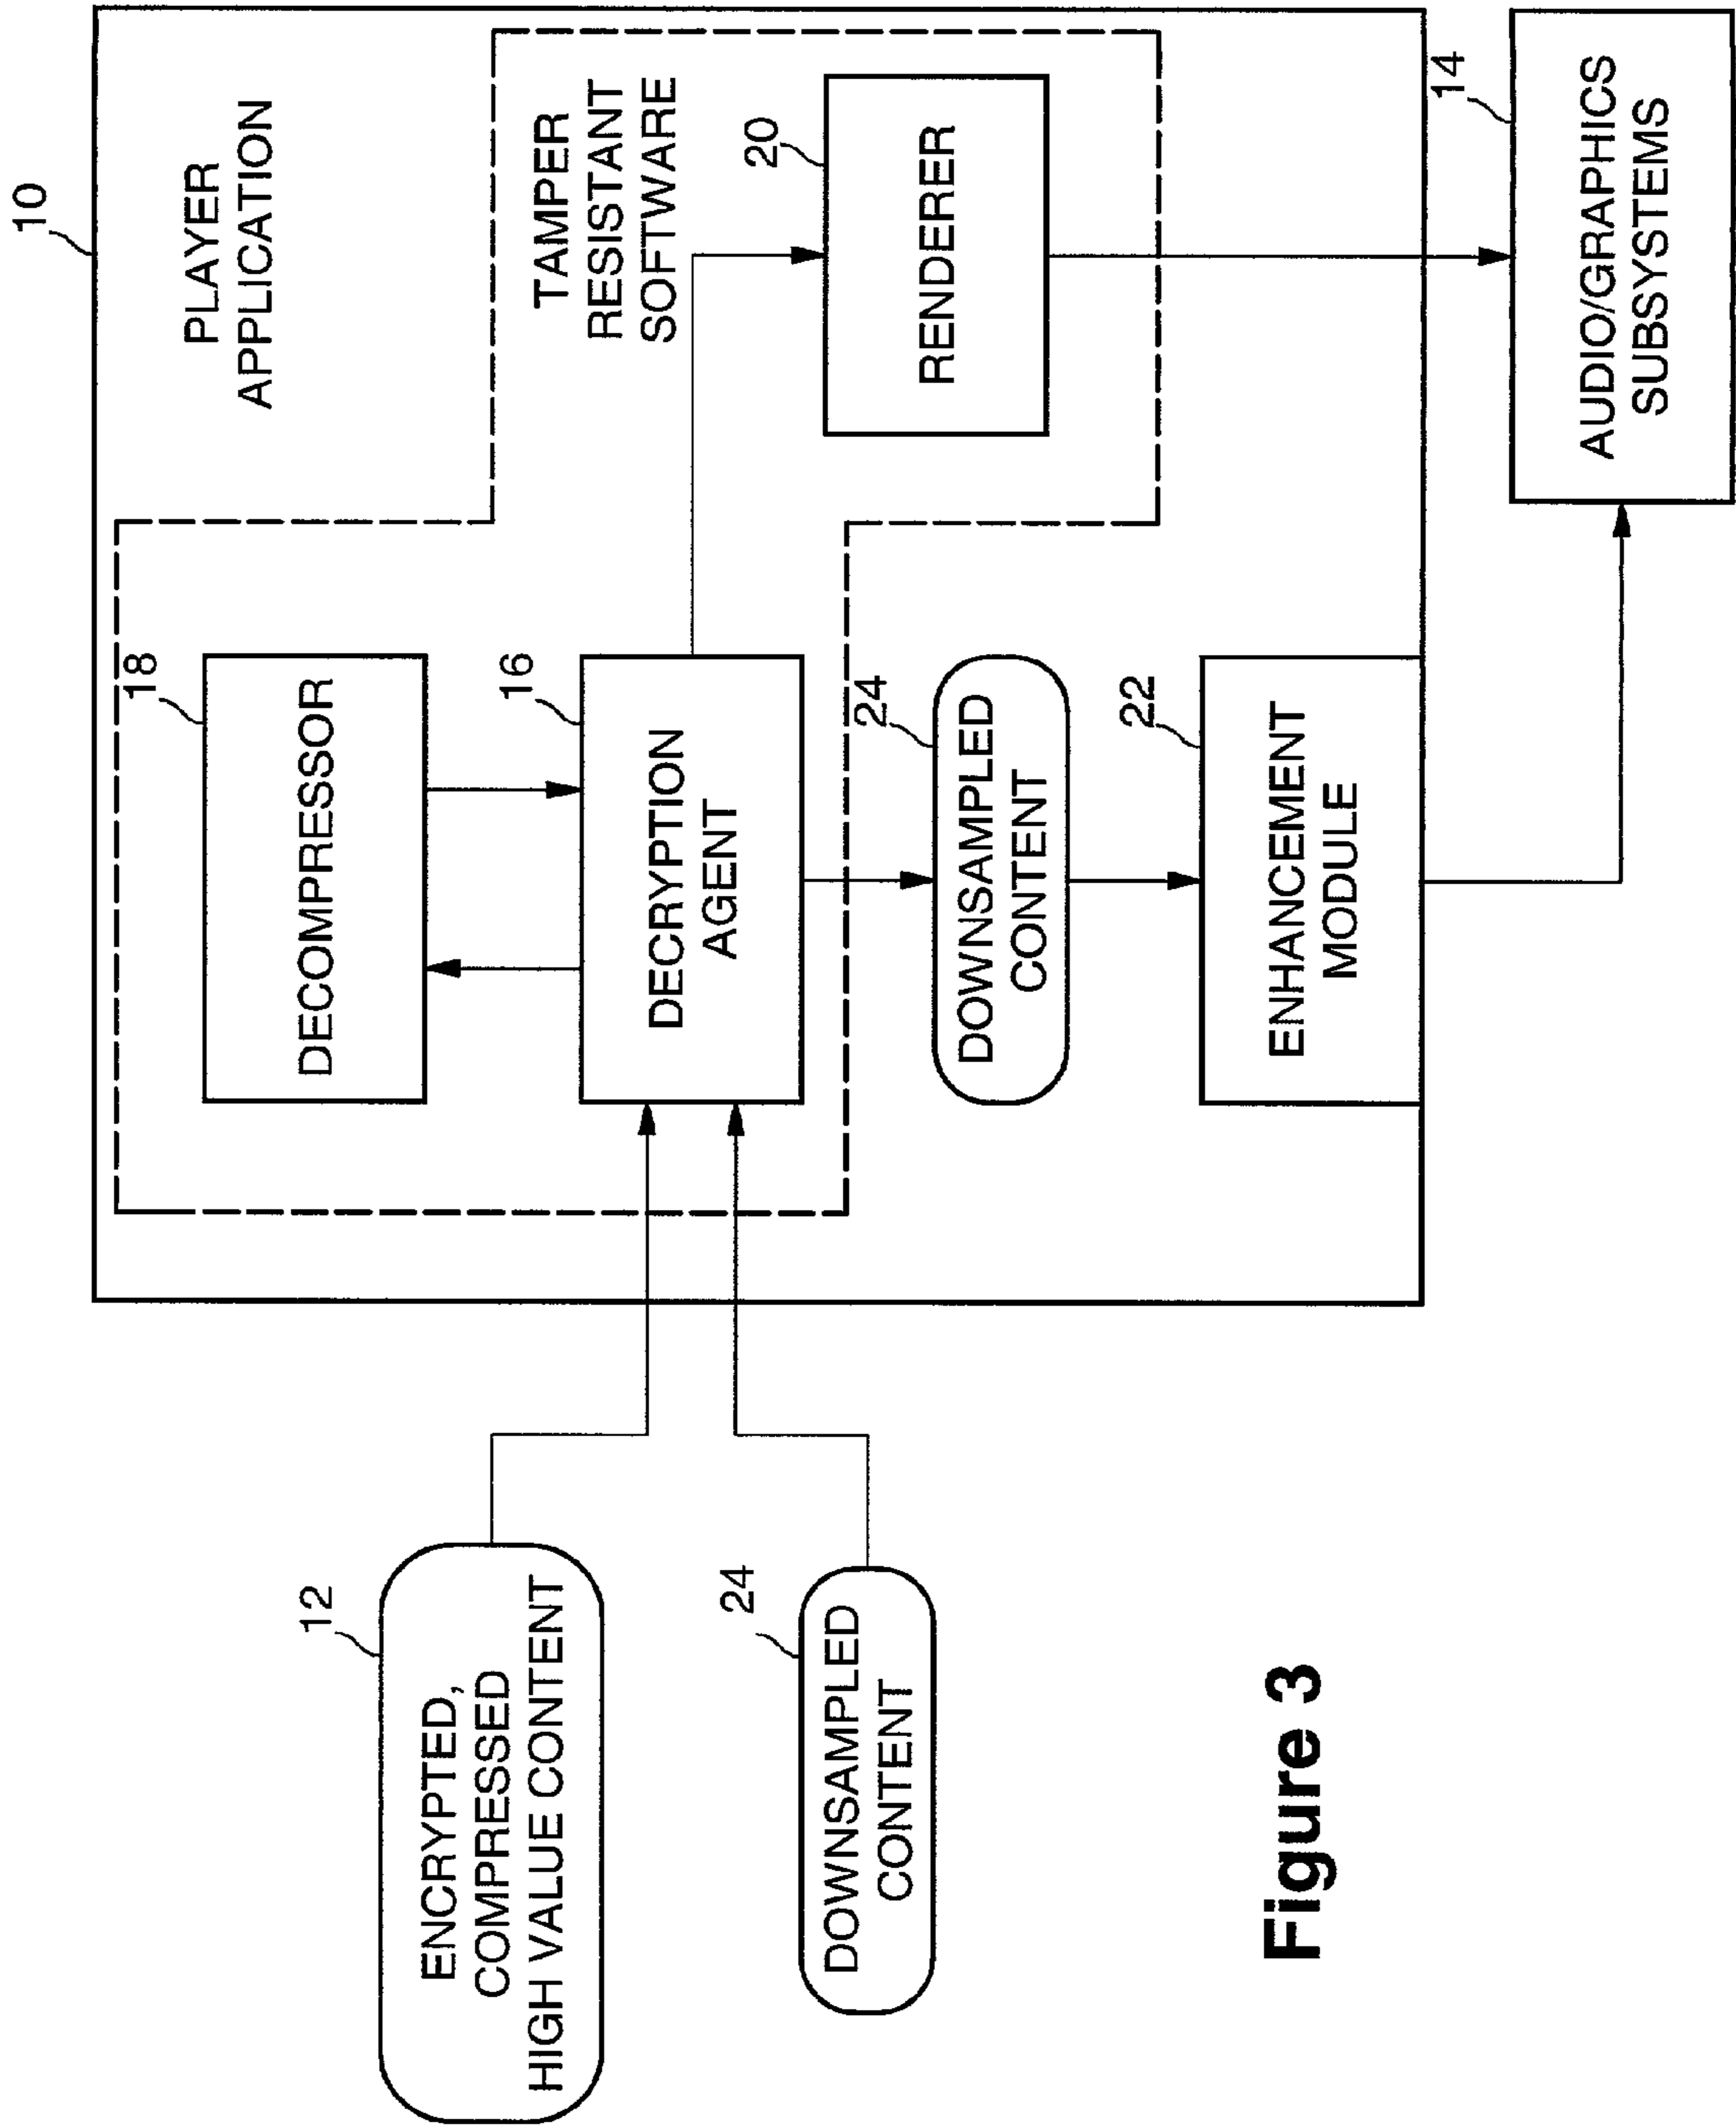 10
PLAYER
APPLICATION
18
DECOMPRESSOR
TAMPER
RESISTANT
SOFTWARE
12
ENCRYPTED,
COMPRESSED
HIGH VALUE CONTENT
16
DECRYPTION
AGENT
20
RENDERER
24
DOWNSAMPLED
CONTENT
24
DOWNSAMPLED
CONTENT
22
ENHANCEMENT
MODULE
14
AUDIO/GRAPHICS
SUBSYSTEMS
Figure 3